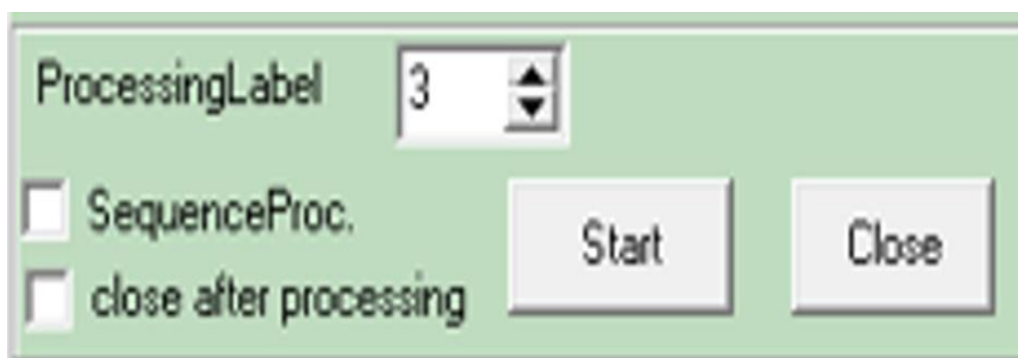 ProcessingLabel 3
SequenceProc.
close after processing
Start
Close